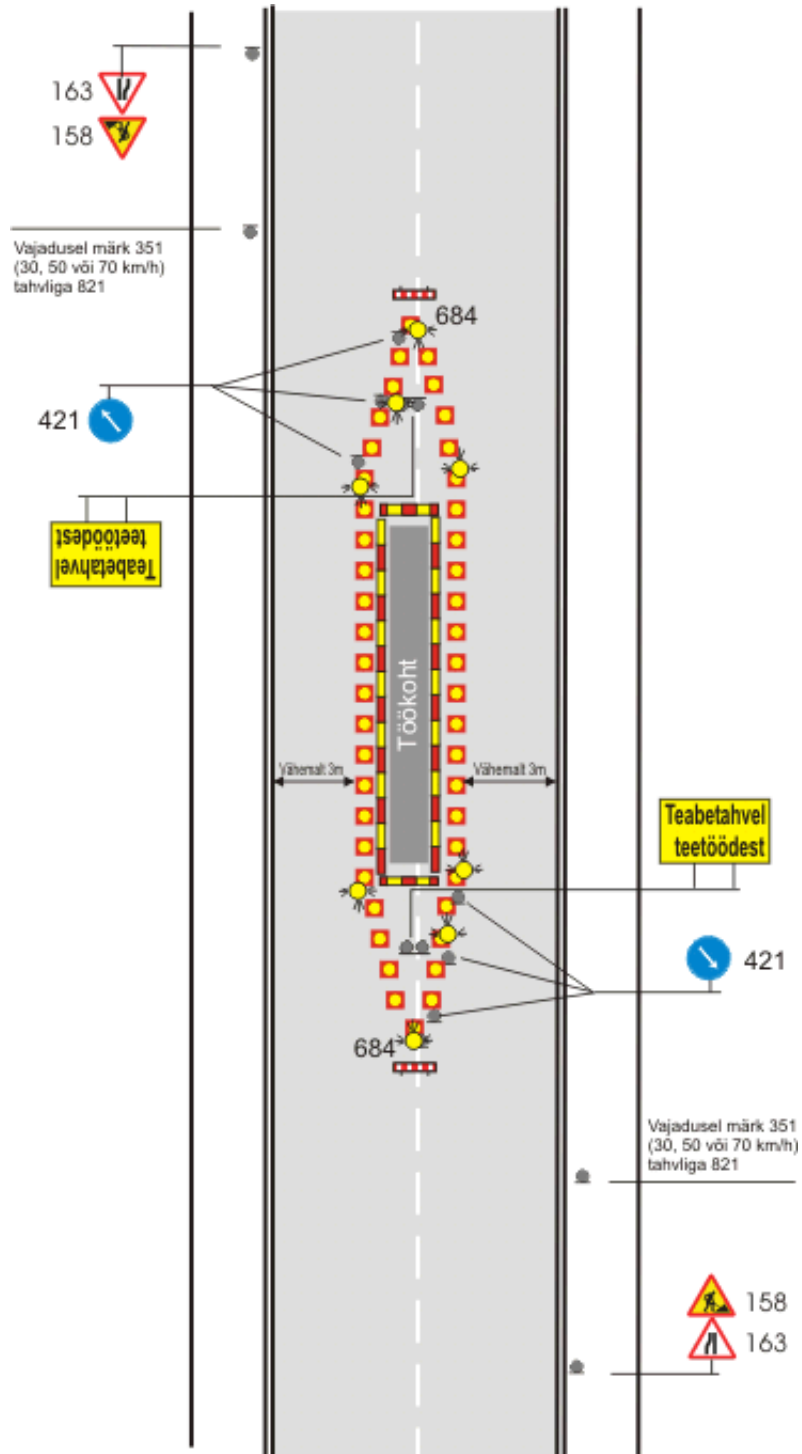 163
158
Vajadusel märk 351
(30, 50 või 70 km/h)
tahvliga 821
684
421
Teabetahvel
teetöödest
Töökoht
Vähemalt 3m
Vähemalt 3m
Teabetahvel
teetöödest
421
684
Vajadusel märk 351
(30, 50 või 70 km/h)
tahvliga 821
158
163